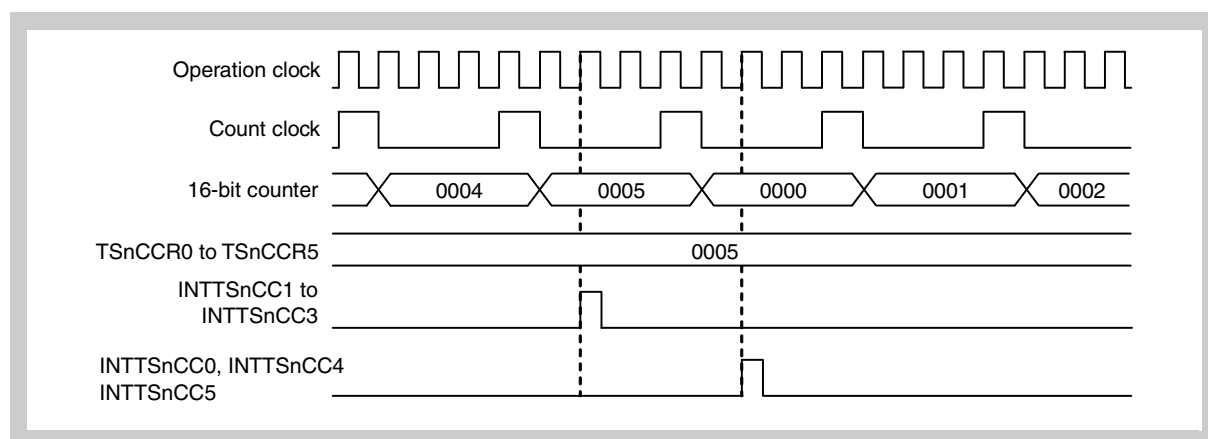 Operation clock
Count clock
16-bit counter
0004
0005
0000
0001
0002
TSnCCR0 to TSnCCR5
0005
INTTSnCC1 to
INTTSnCC3
INTTSnCC0, INTTSnCC4
INTTSnCC5